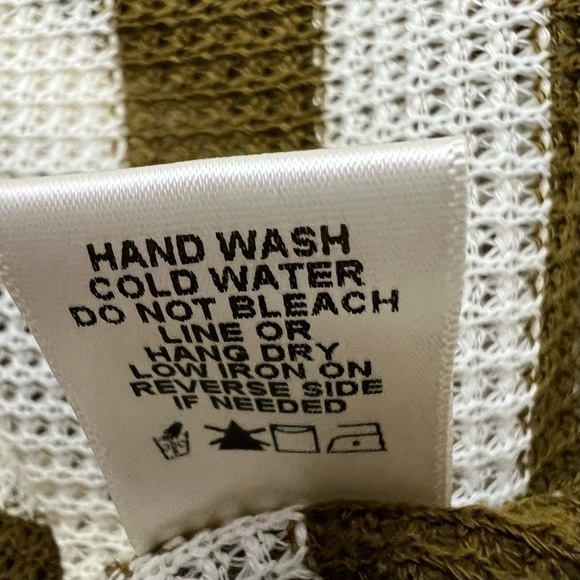 HAND WASH
COLD WATER
DO NOT BLEACH
LINE OR
HANG DRY
LOW IRON ON
REVERSE SIDE
IF NEEDED